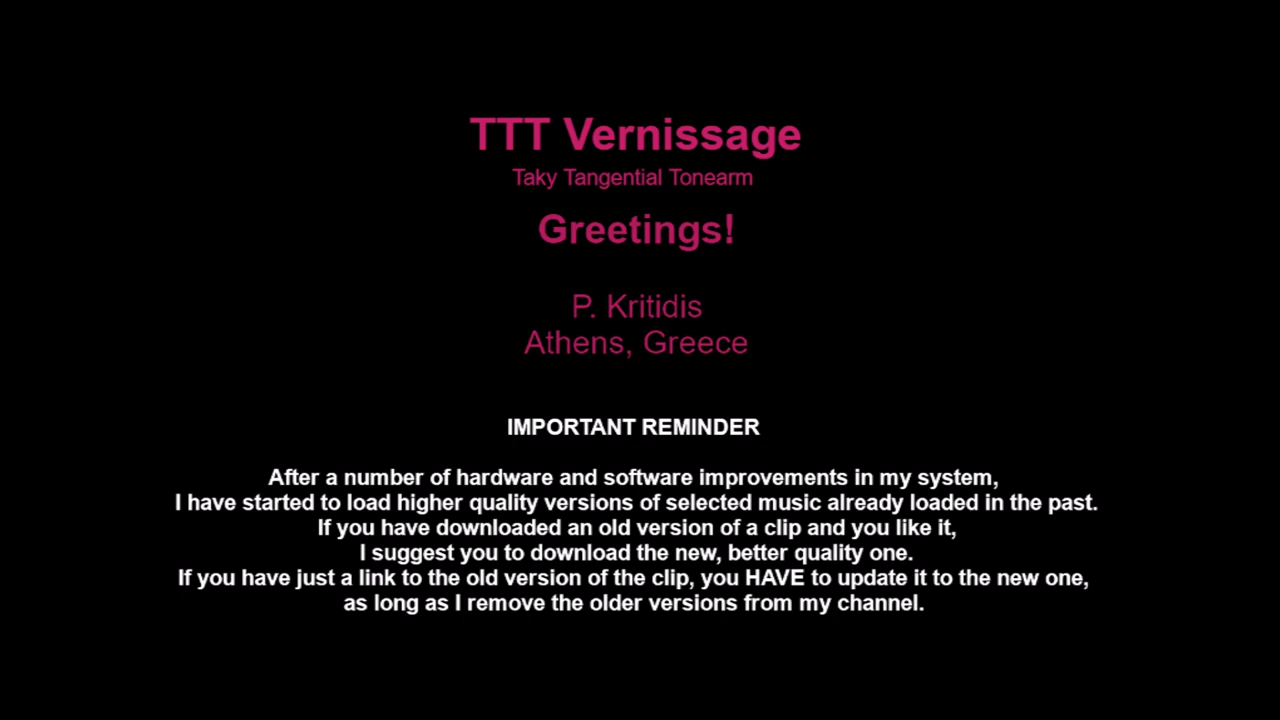 TTT Vernissage
Taky Tangential Tonearm
Greetings!
P. Kritidis
Athens, Greece
IMPORTANT REMINDER
After a number of hardware and software improvements in my system,
I have started to load higher quality versions of selected music already loaded in the past.
If you have downloaded an old version of a clip and you like it,
I suggest you to download the new, better quality one.
If you have just a link to the old version of the clip, you HAVE to update it to the new one,
as long as I remove the older versions from my channel.